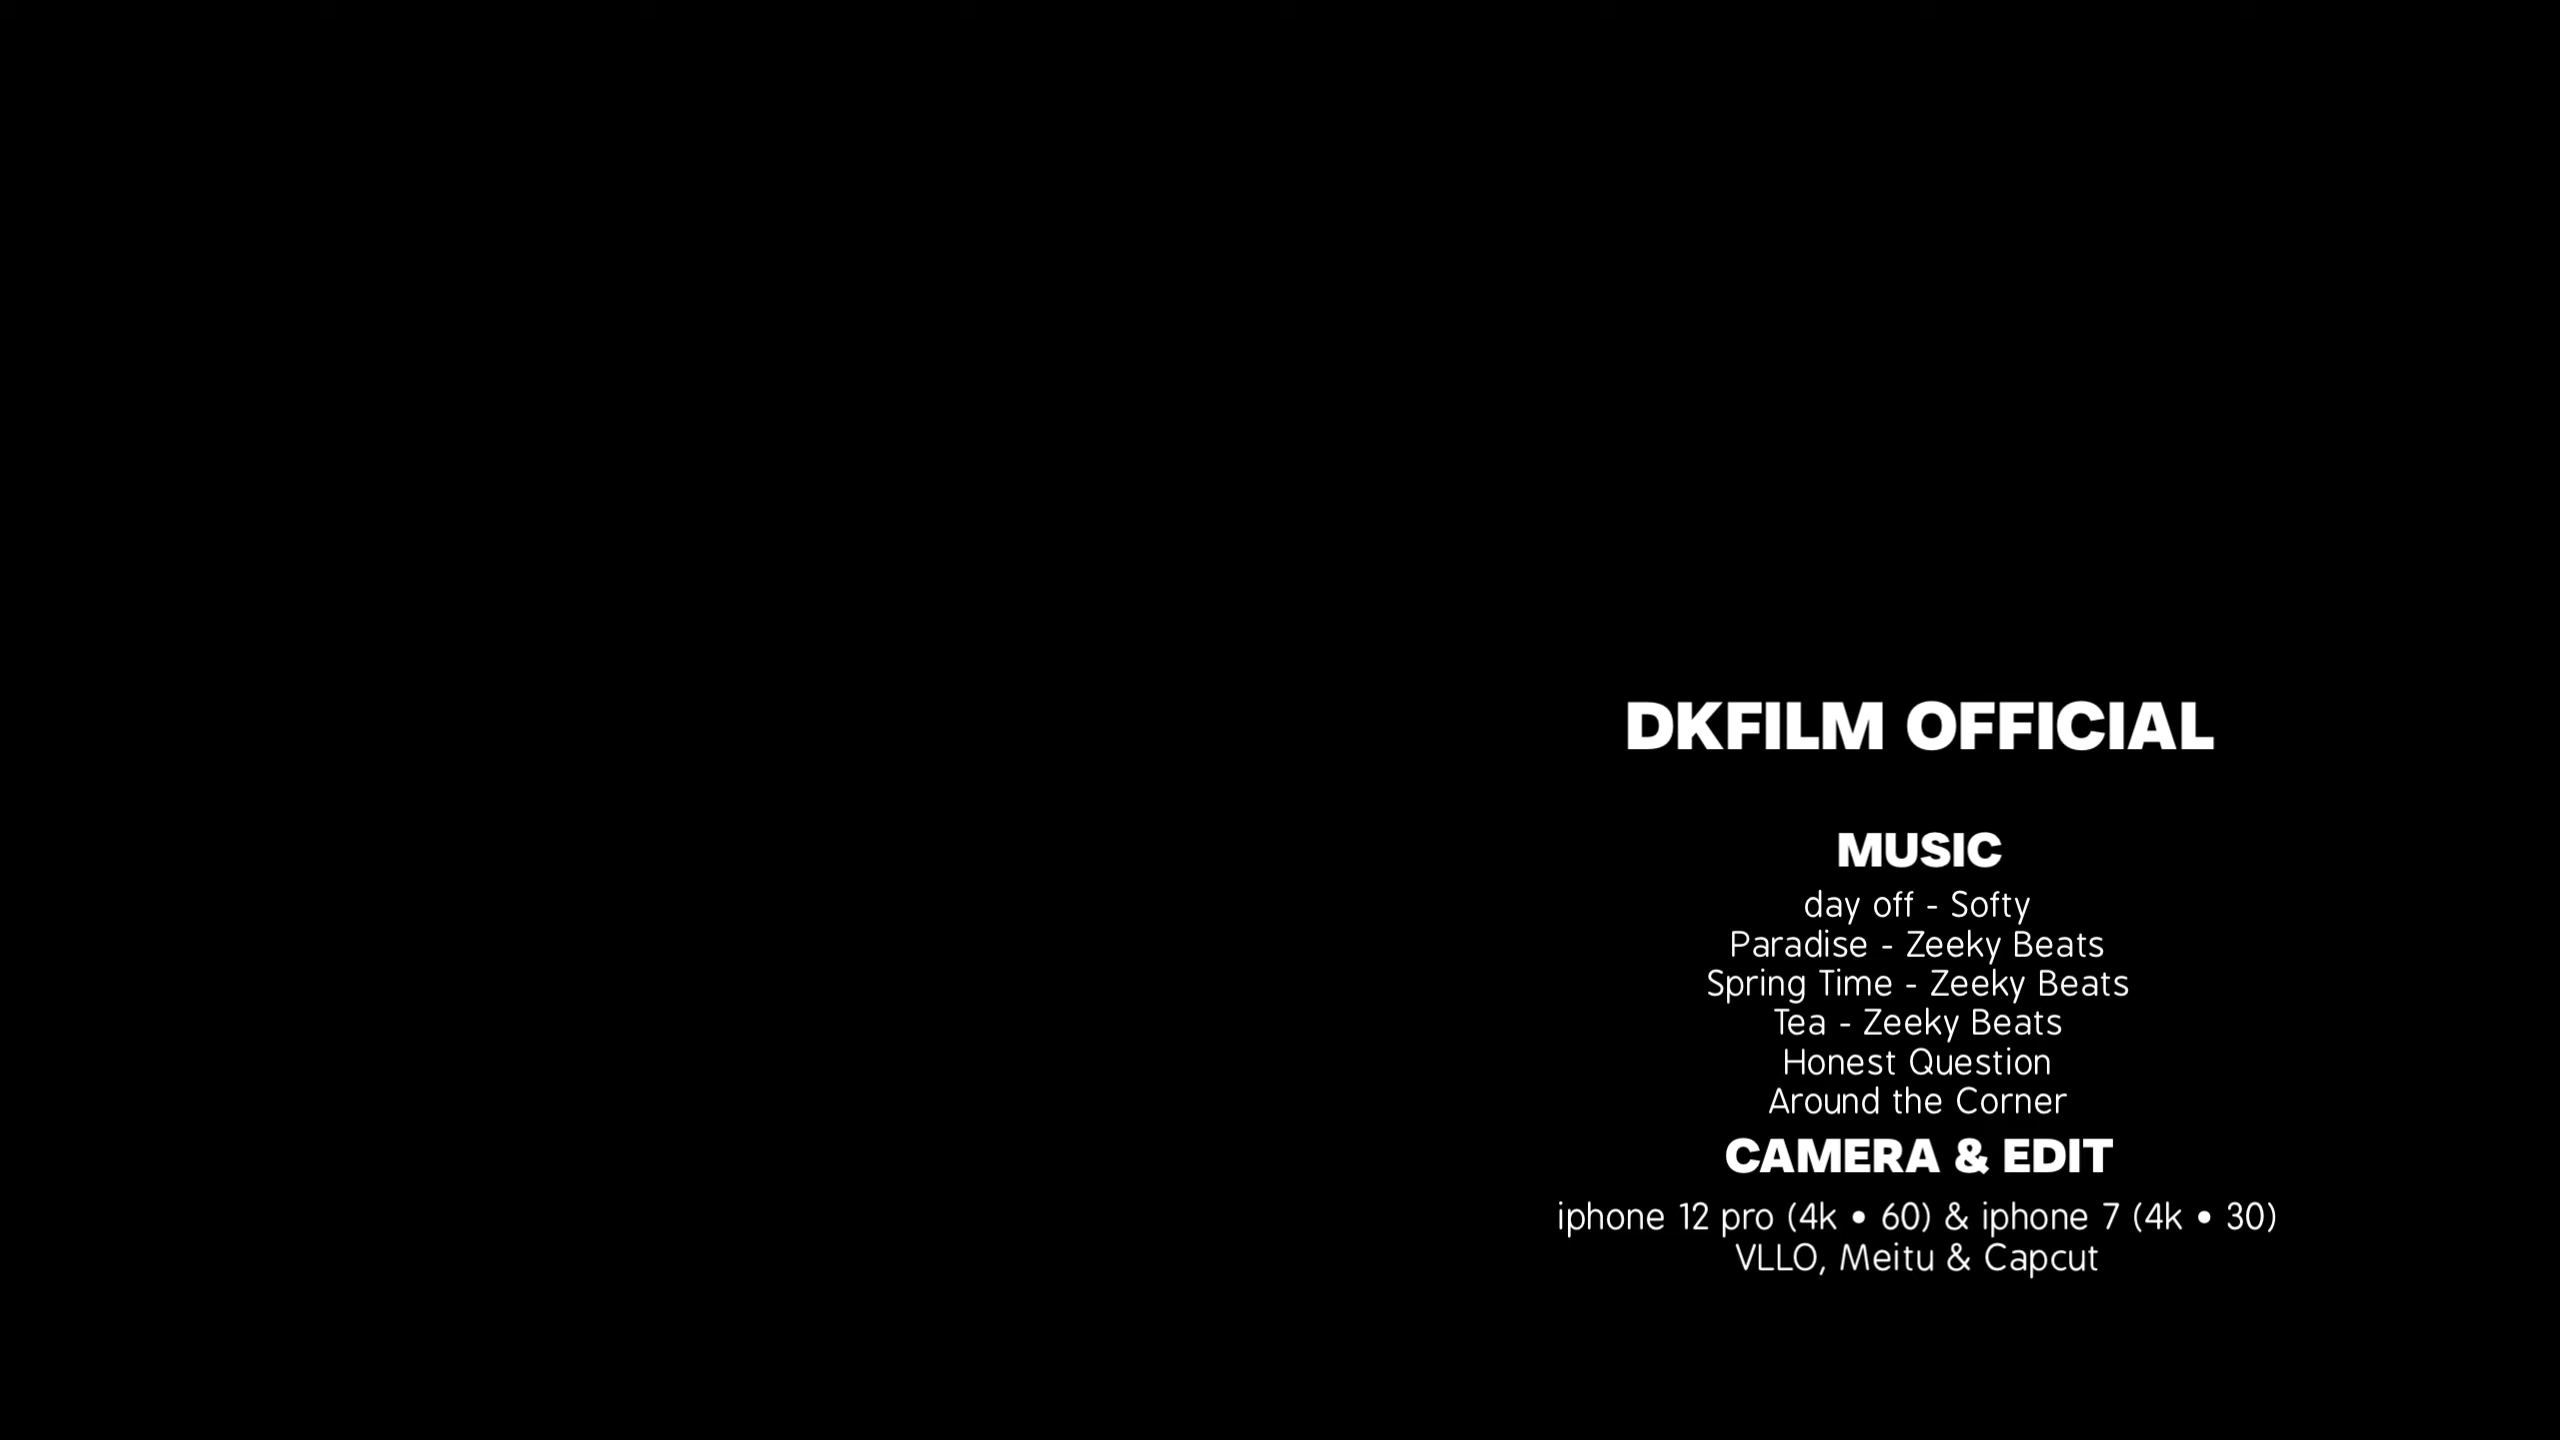 DKFILM OFFICIAL
MUSIC
day off - Softy
Paradise - Zeeky Beats
Spring Time - Zeeky Beats
Tea - Zeeky Beats
Honest Question
Around the Corner
CAMERA & EDIT
iphone 12 pro (4k • 60) & iphone 7 (4k • 30)
VLLO, Meitu & Capcut